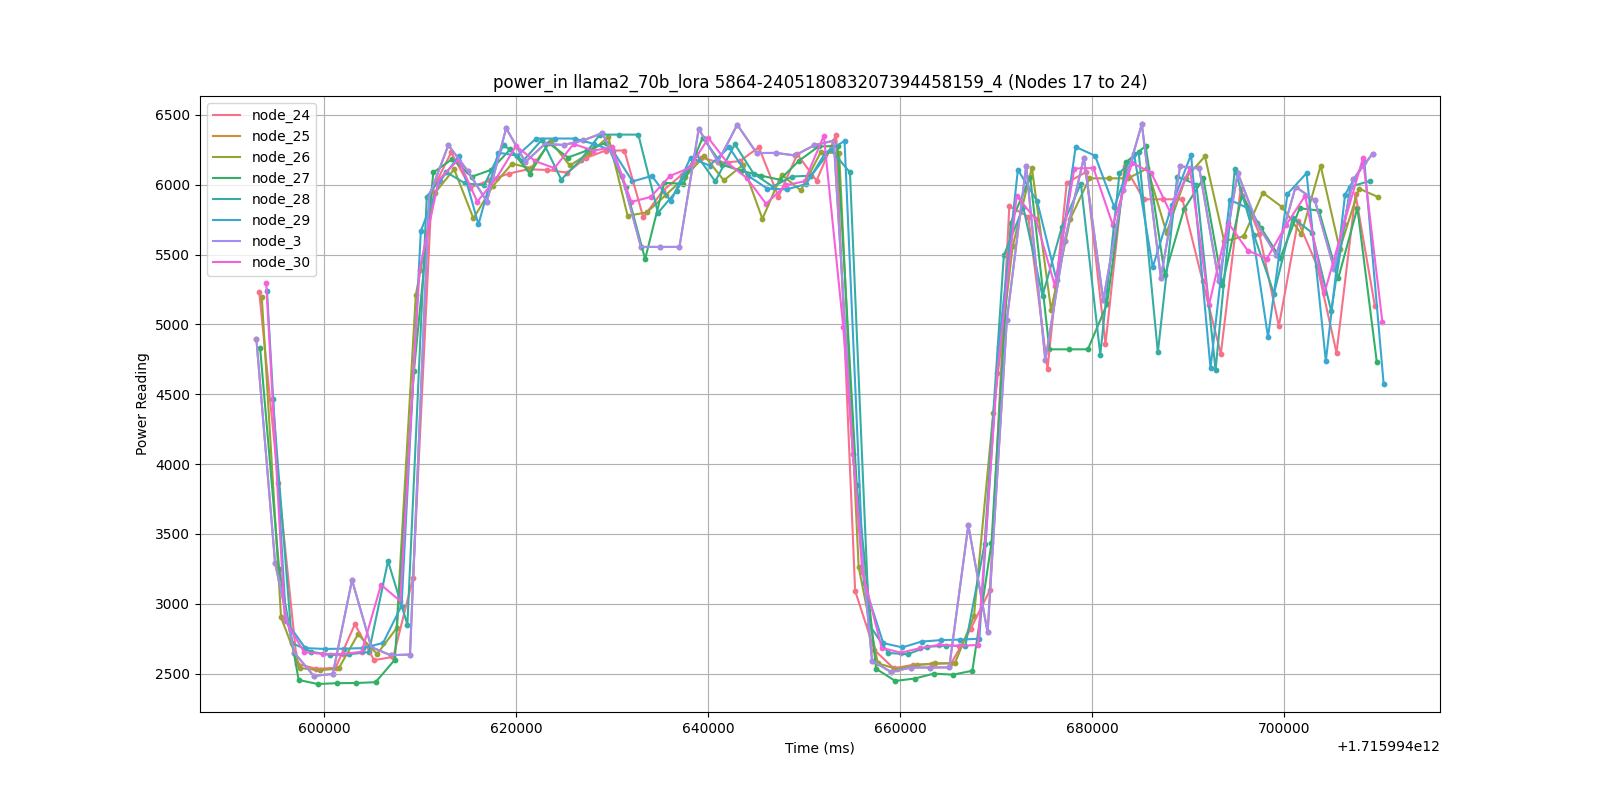 power_in llama2_70b_lora 5864-240518083207394458159_4 (Nodes 17 to 24)
6500
6000
5500
5000
4500
4000
3500
3000
2500
Power Reading
node_24
node_25
node_26
node_27
node_28
node_29
node_3
node_30
600000 620000 640000 660000 680000 700000
Time (ms)
+1.715994e12